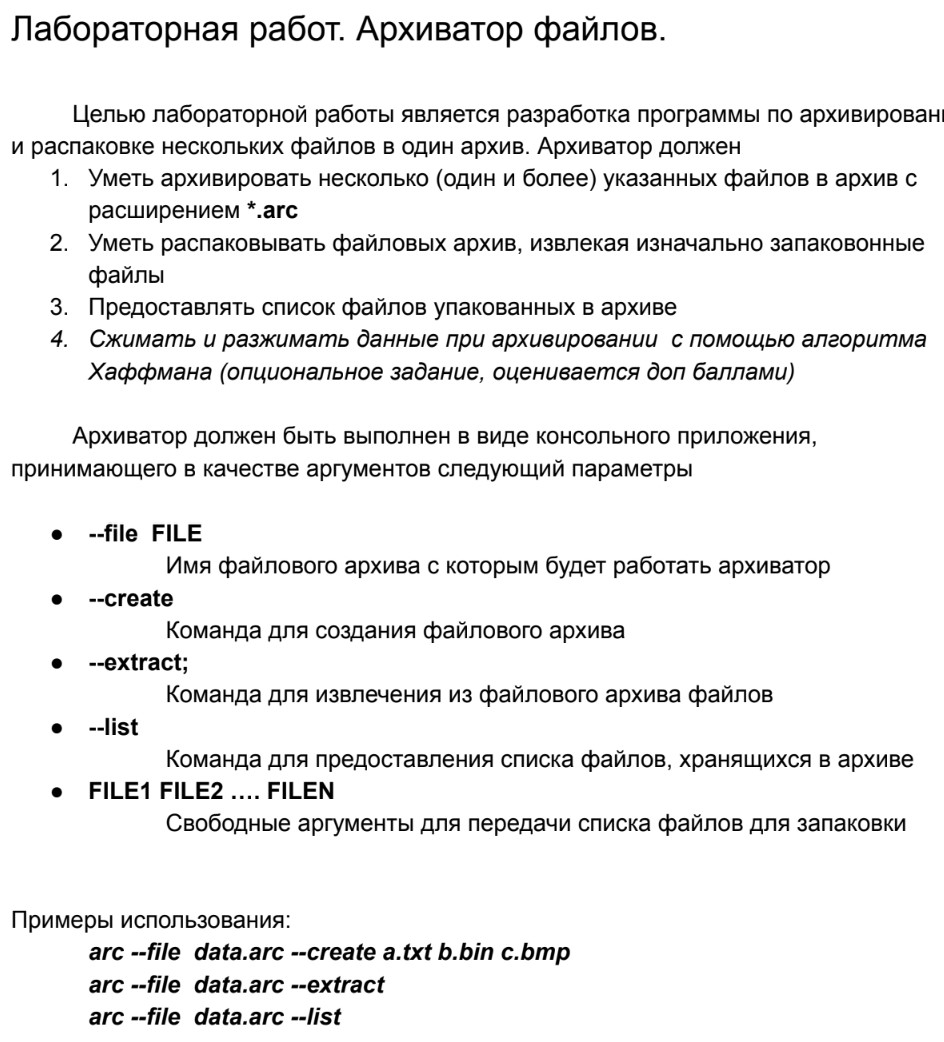 Лабораторная работ. Архиватор файлов.
Целью лабораторной работы является разработка программы по
и распаковке нескольких файлов в один архив. Архиватор должен
1. Уметь архивировать несколько (один и более) указанных файлов в архив с
расширением *.arc
2. Уметь распаковывать файловых архив, извлекая изначально запаковонные
файлы
3. Предоставлять список файлов упакованных в архиве
4. Сжимать и разжимать данные при архивировании с помощью алгоритма
Хаффмана (опциональное задание, оценивается доп баллами)
Архиватор должен быть выполнен в виде консольного приложения,
принимающего в качестве аргументов следующий параметры
● --file FILE
Имя файлового архива с которым будет работать архиватор
● --create
Команда для создания файлового архива
● --extract;
Команда для извлечения из файлового архива файлов
● --list
Команда для предоставления списка файлов, хранящихся в архиве
● FILE1 FILE2 …. FILEN
Свободные аргументы для передачи списка файлов для запаковки
Примеры использования:
arc --file data.arc --create a.txt b.bin c.bmp
arc --file data.arc --extract
arc --file data.arc --list